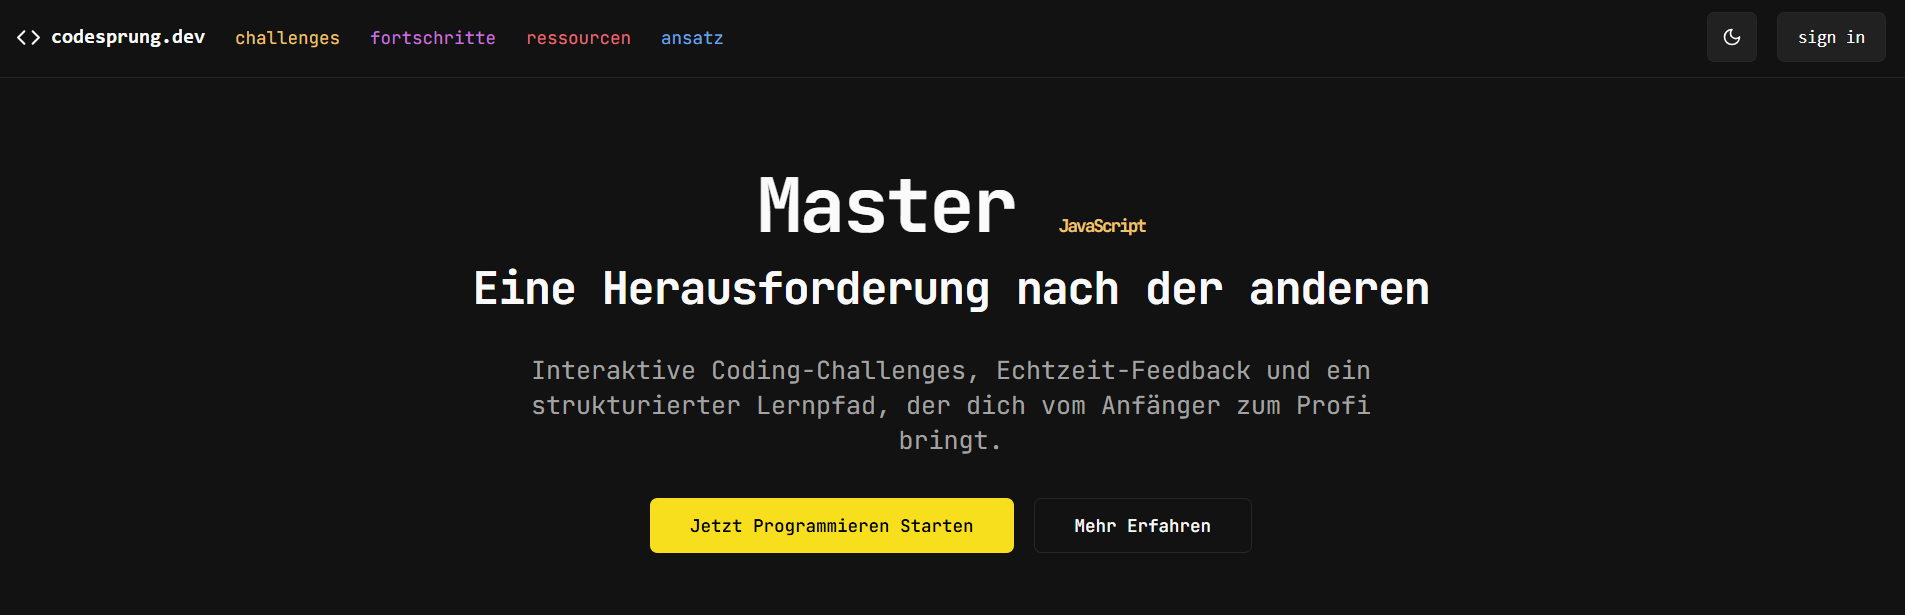 <> codesprung.dev challenges fortschritte ressourcen ansatz sign in
Master JavaScript
Eine Herausforderung nach der anderen
Interaktive Coding-Challenges, Echtzeit-Feedback und ein
strukturierter Lernpfad, der dich vom Anfänger zum Profi
bringt.
Jetzt Programmieren Starten Mehr Erfahren